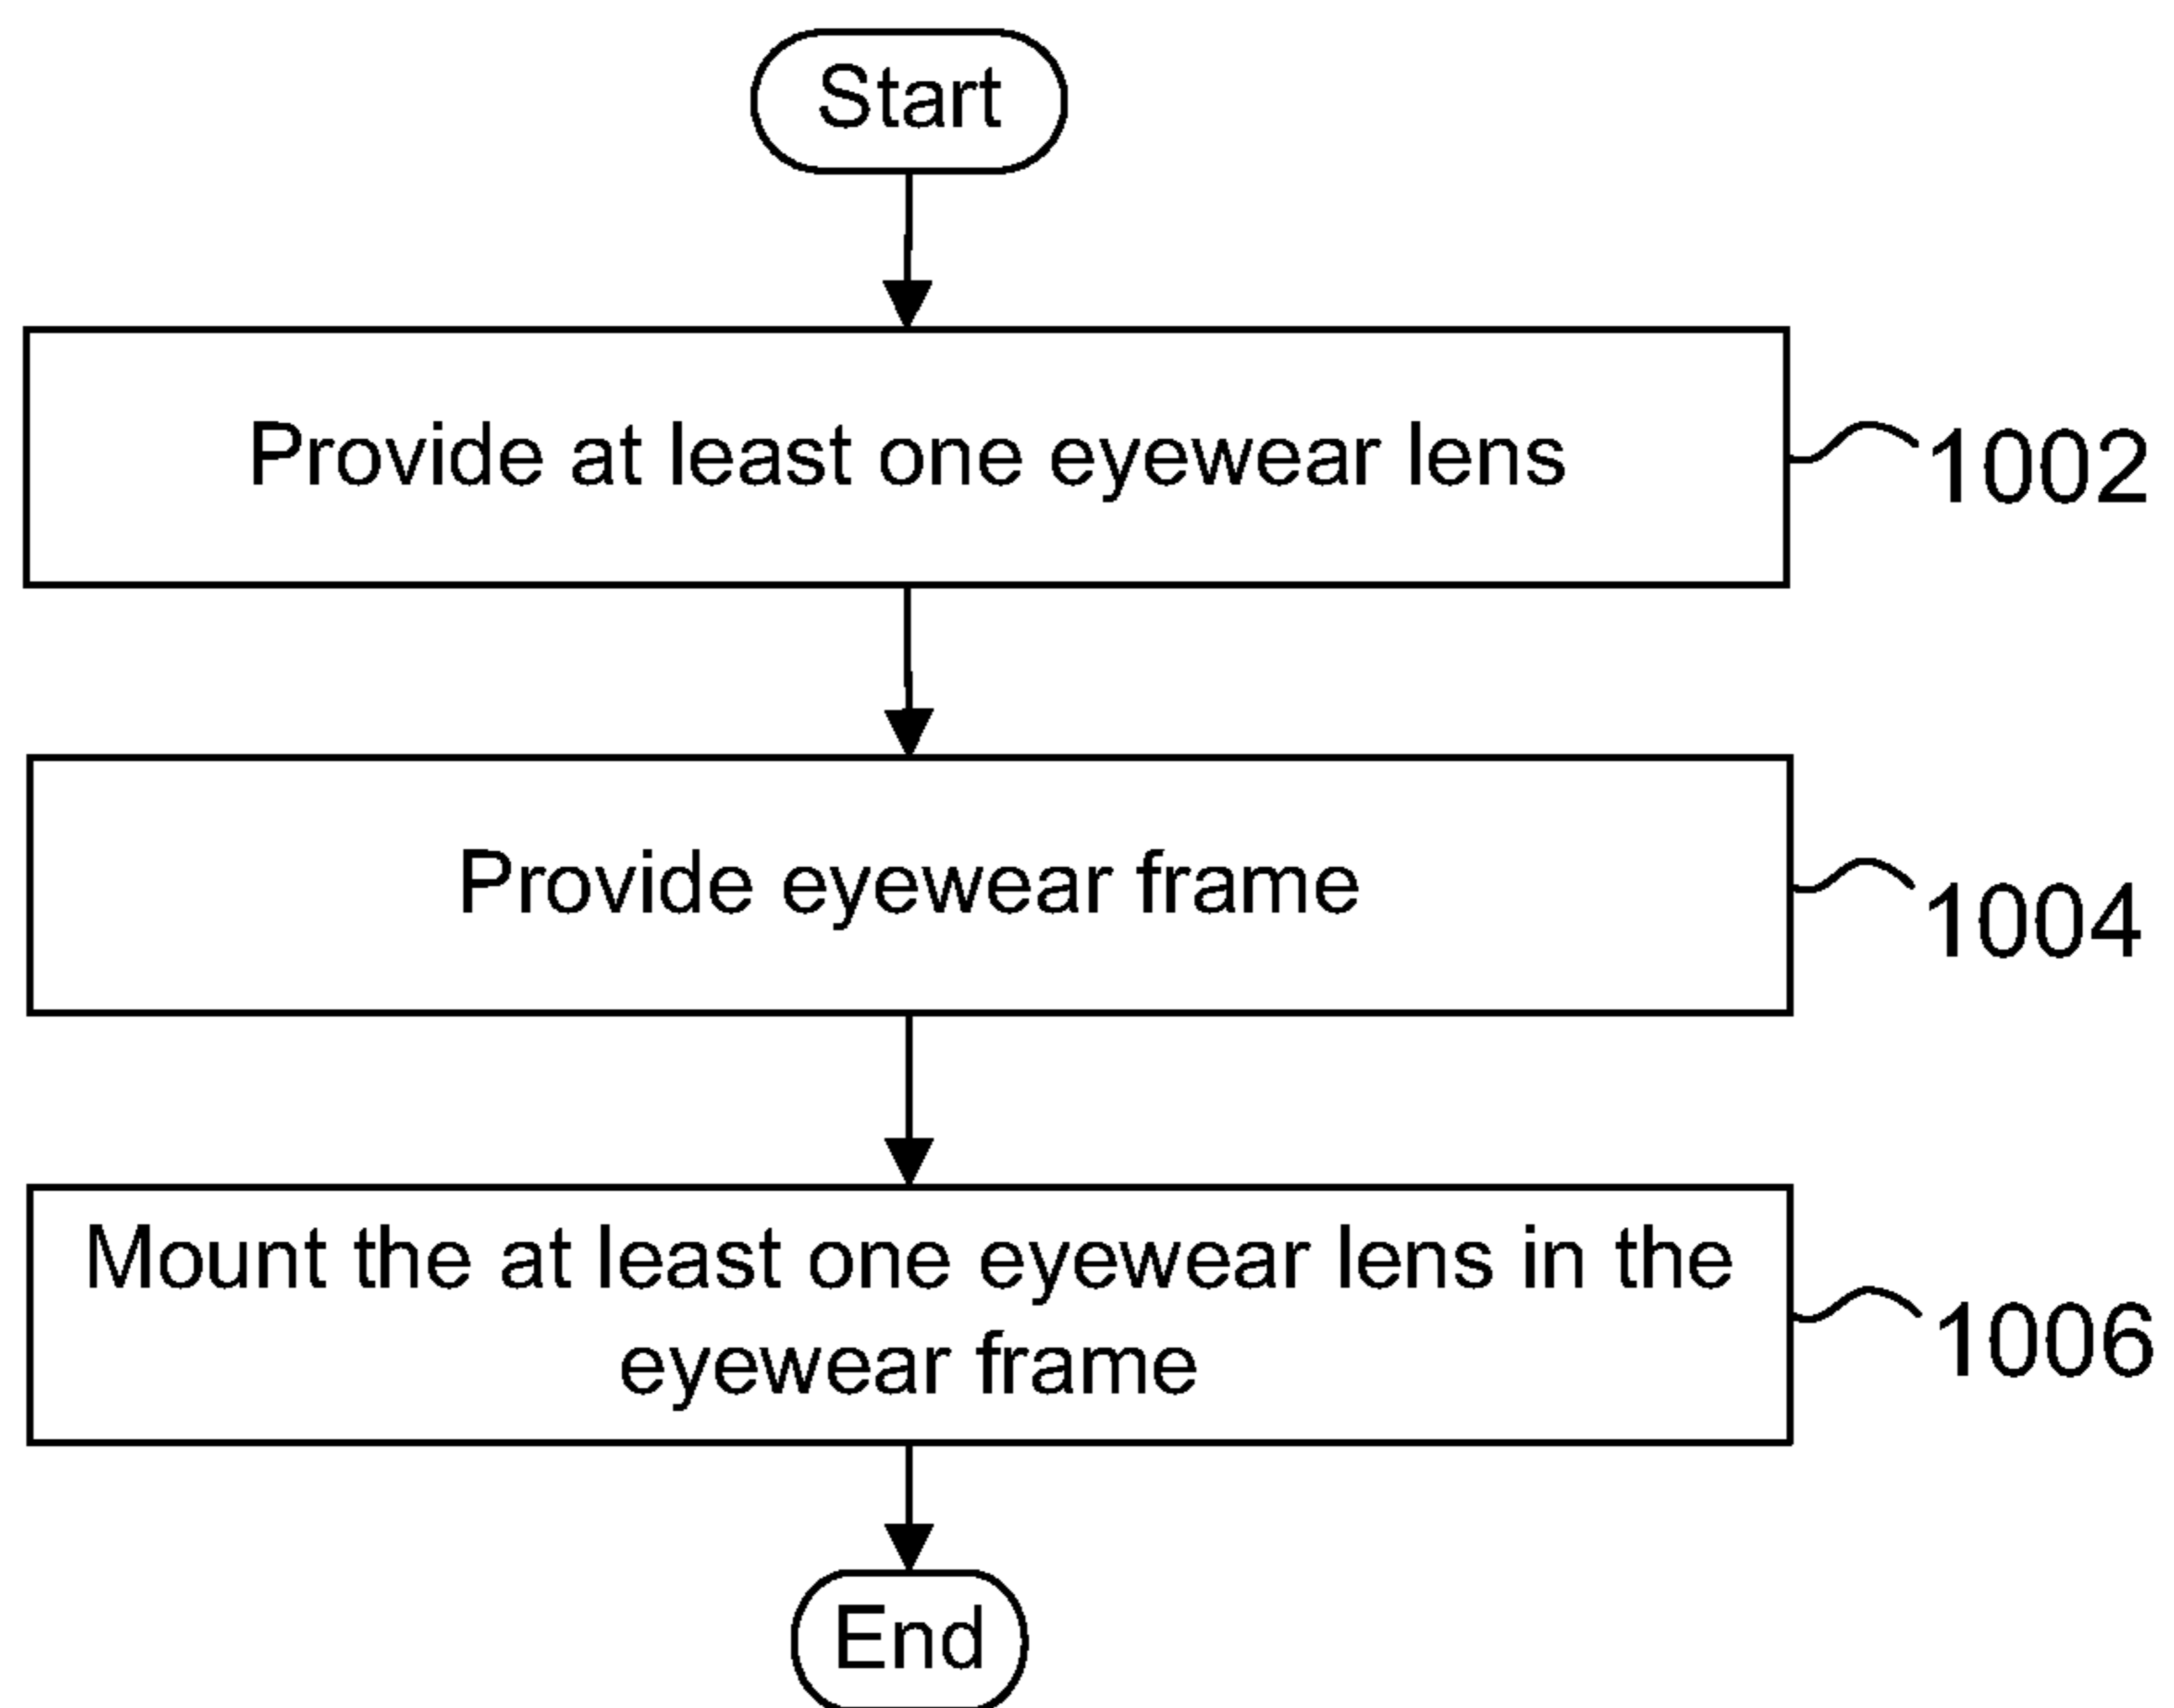 Start
Provide at least one eyewear lens
1002
Provide eyewear frame
1004
Mount the at least one eyewear lens in the
eyewear frame
1006
End